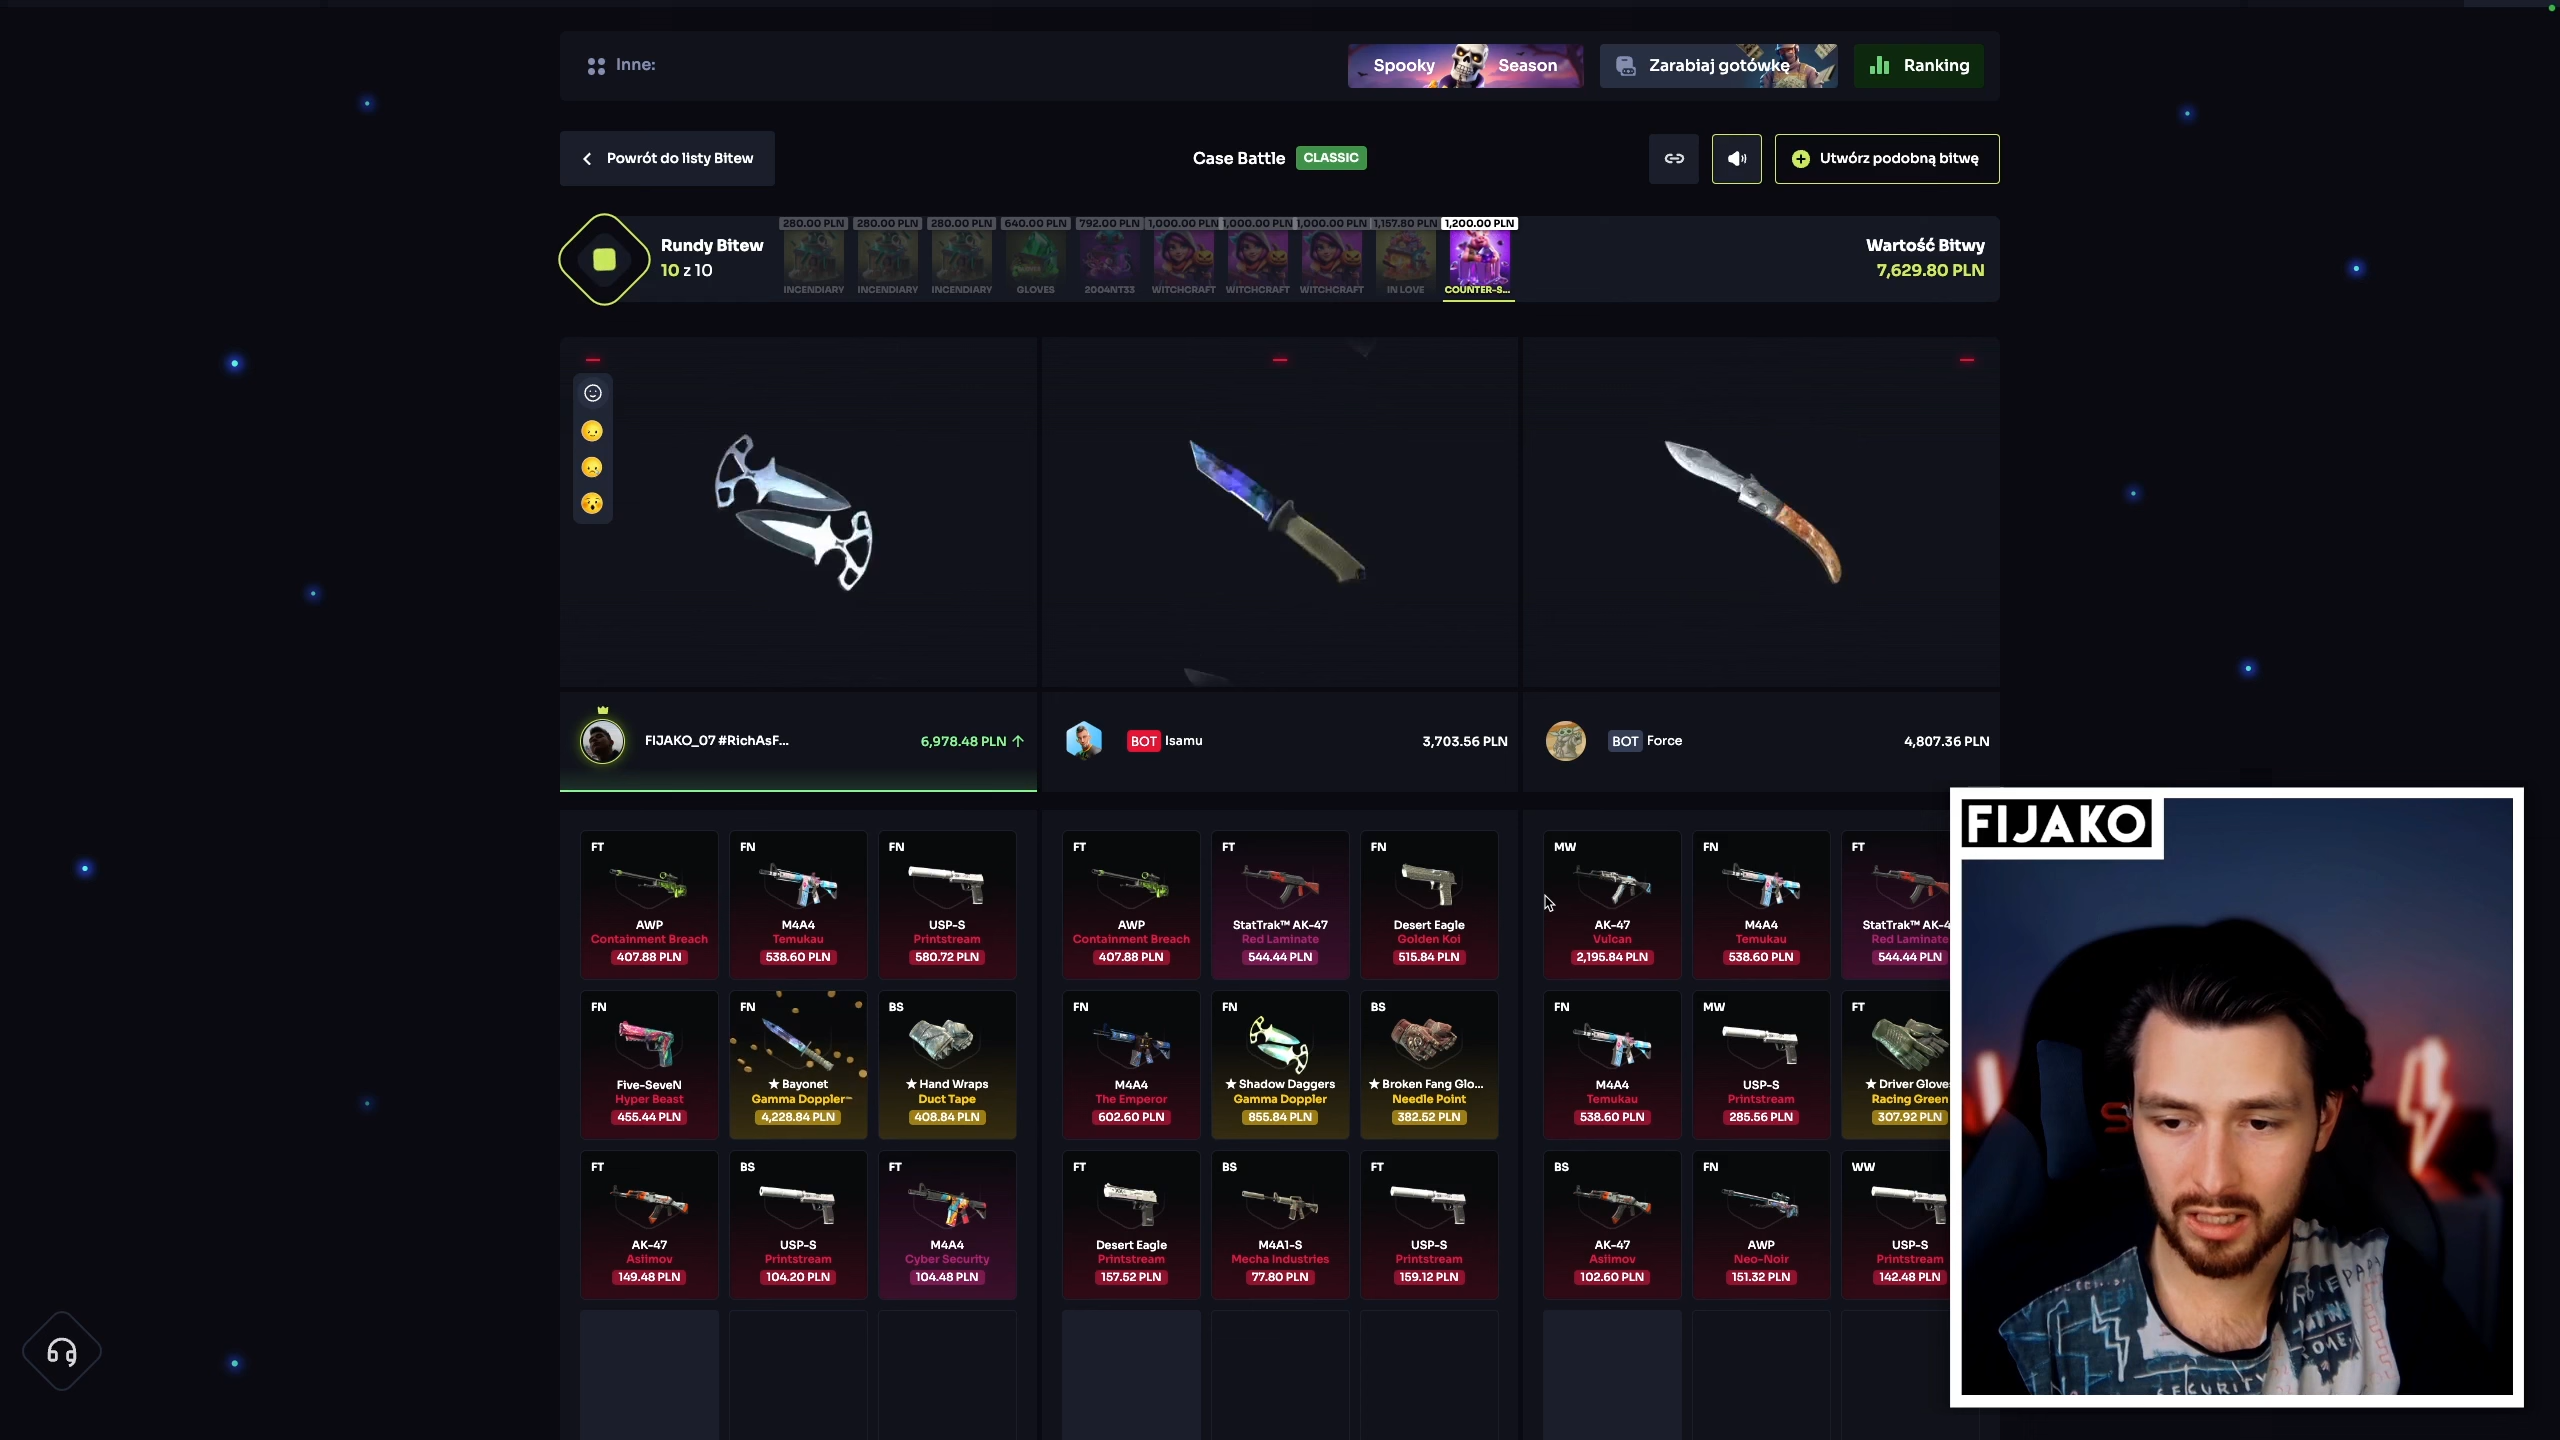 Inne:
Spooky Season
Zarabiaj gotówkę
Ranking
Powrót do listy Bitew
Case Battle CLASSIC
Utwórz podobną bitwę
Rundy Bitew
10 z 10
280.00 PLN 280.00 PLN 280.00 PLN 640.00 PLN 792.00 PLN 1,000.00 PLN 1,000.00 PLN 1,000.00 PLN 1,157.80 PLN 1,200.00 PLN
INCENDIARY INCENDIARY INCENDIARY GLOVES 2004NT33 WITCHCRAFT WITCHCRAFT WITCHCRAFT IN LOVE COUNTER-S...
Wartość Bitwy
7,629.80 PLN
FIJAKO_07 #RichAsF... 6,978.48 PLN
BOT Isamu 3,703.56 PLN
BOT Force 4,807.36 PLN
FT
AWP
Containment Breach
407.88 PLN
FN
M4A4
Temukau
538.60 PLN
FN
USP-S
Printstream
580.72 PLN
FN
Five-SeveN
Hyper Beast
455.44 PLN
FN
★ Bayonet
Gamma Doppler
4,228.84 PLN
BS
★ Hand Wraps
Duct Tape
408.84 PLN
FT
AK-47
Asiimov
149.48 PLN
BS
USP-S
Printstream
104.20 PLN
FT
M4A4
Cyber Security
104.48 PLN
FT
AWP
Containment Breach
407.88 PLN
FT
StatTrak™ AK-47
Red Laminate
544.44 PLN
FN
Desert Eagle
Golden Koi
515.84 PLN
FN
M4A4
The Emperor
602.60 PLN
FN
★ Shadow Daggers
Gamma Doppler
855.84 PLN
BS
★ Broken Fang Glo...
Needle Point
382.52 PLN
FT
Desert Eagle
Printstream
157.52 PLN
BS
M4A1-S
Mecha Industries
77.80 PLN
FT
USP-S
Printstream
159.12 PLN
MW
AK-47
Vulcan
2,195.84 PLN
FN
M4A4
Temukau
538.60 PLN
FT
StatTrak™ AK-4
Red Laminate
544.44 PLN
FN
M4A4
Temukau
538.60 PLN
MW
USP-S
Printstream
285.56 PLN
FT
★ Driver Gloves
Racing Green
307.92 PLN
BS
AK-47
Asiimov
102.60 PLN
FN
AWP
Neo-Noir
151.32 PLN
WW
USP-S
Printstream
142.48 PLN
FIJAKO